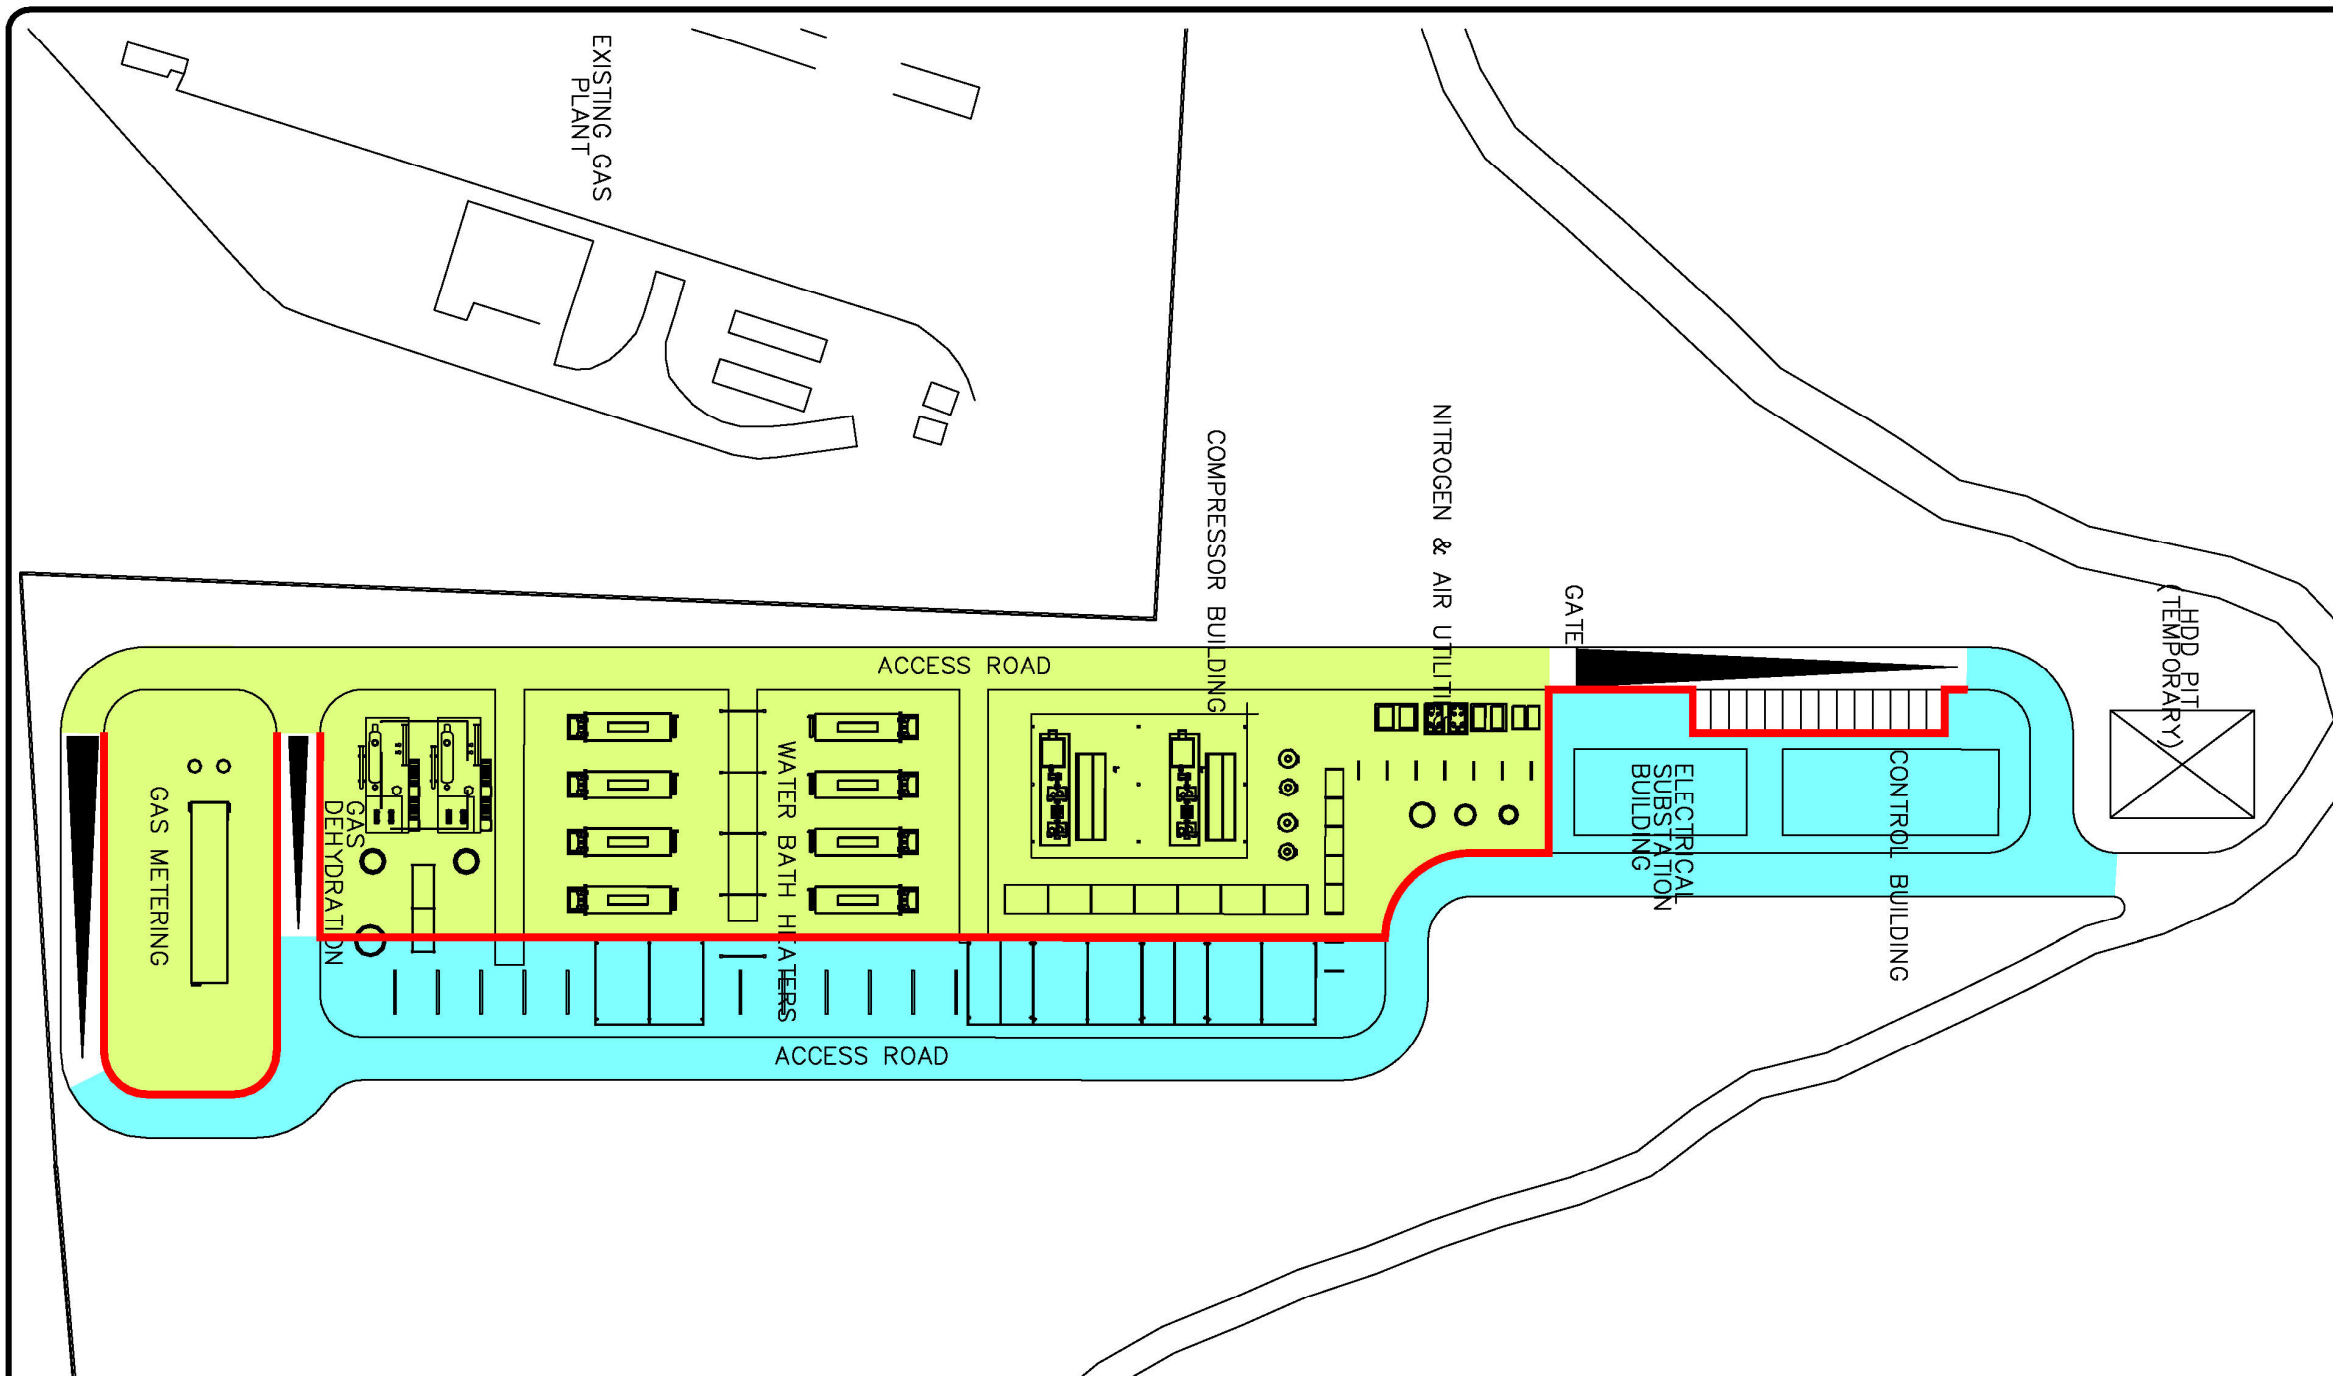 EXISTING GAS
PLANT
COMPRESSOR BUILDING
NITROGEN & AIR
GATE
HDD PIT
(TEMPORARY)
ACCESS ROAD
GAS METERING
GAS
DEHYDRATION
WATER BATH HEATERS
ELECTRICAL
SUBSTATION
BUILDING
CONTROL BUILDING
ACCESS ROAD